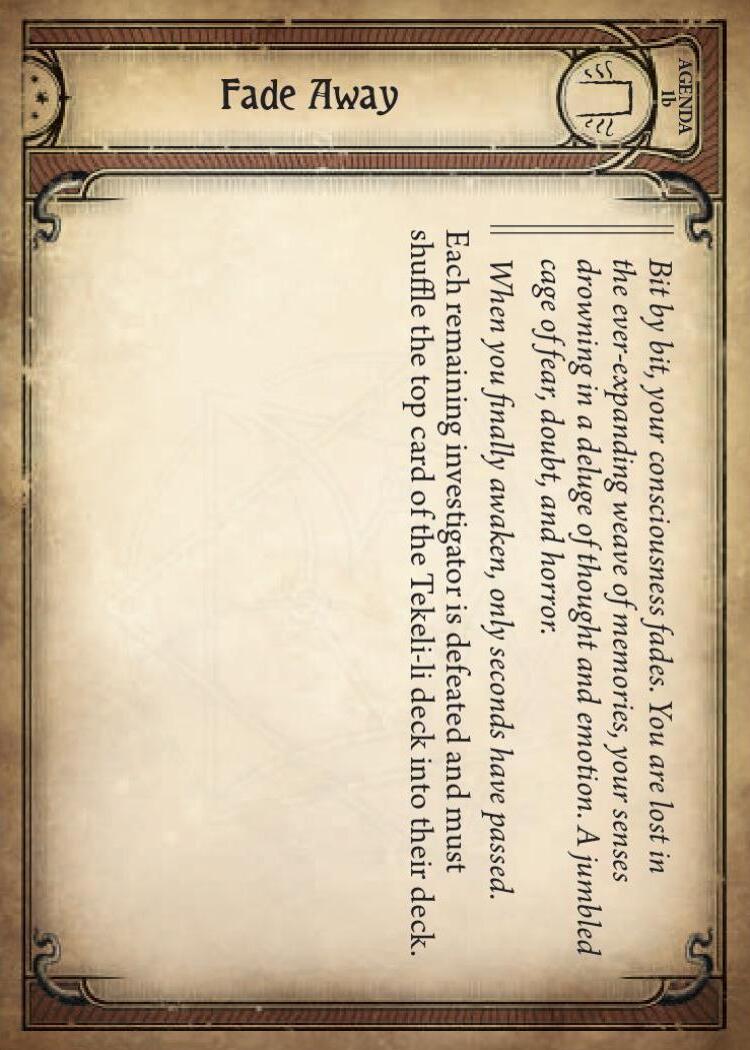 AGENDA
1b
Fade Away
Bit by bit, your consciousness fades. You are lost in
the ever-expanding weave of memories, your senses
drowning in a deluge of thought and emotion. A jumbled
cage of fear, doubt, and horror.
When you finally awaken, only seconds have passed.
Each remaining investigator is defeated and must
shuffle the top card of the Tekeli-li deck into their deck.